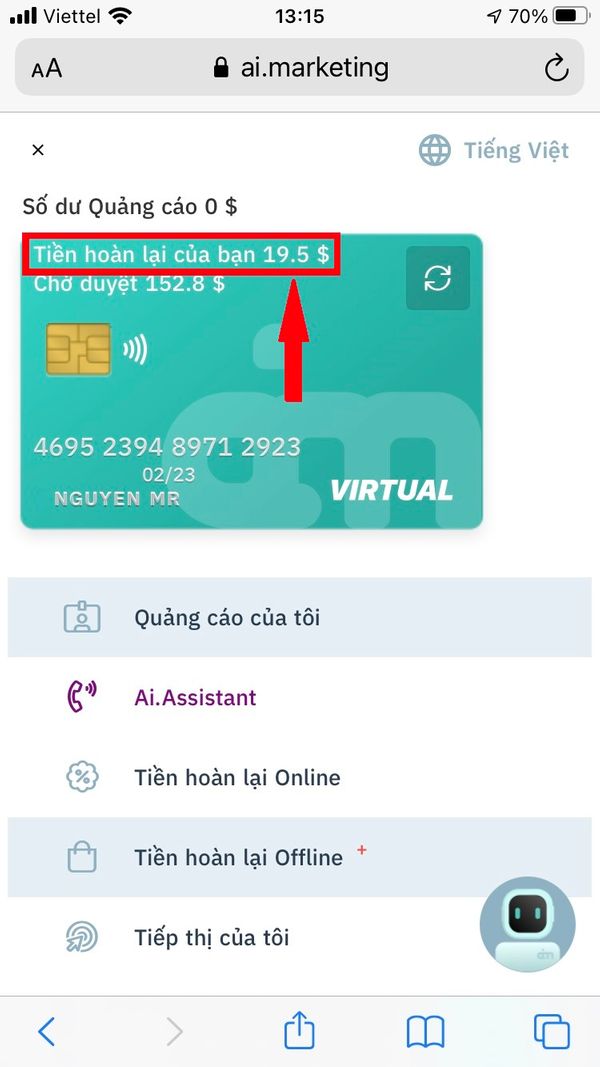 Viettel
13:15
70%
AA
ai.marketing
×
Tiếng Việt
Số dư Quảng cáo 0 $
Tiền hoàn lại của bạn 19.5 $
Chờ duyệt 152.8 $
4695 2394 8971 2923
02/23
NGUYEN MR
VIRTUAL
Quảng cáo của tôi
Ai.Assistant
Tiền hoàn lại Online
Tiền hoàn lại Offline +
Tiếp thị của tôi